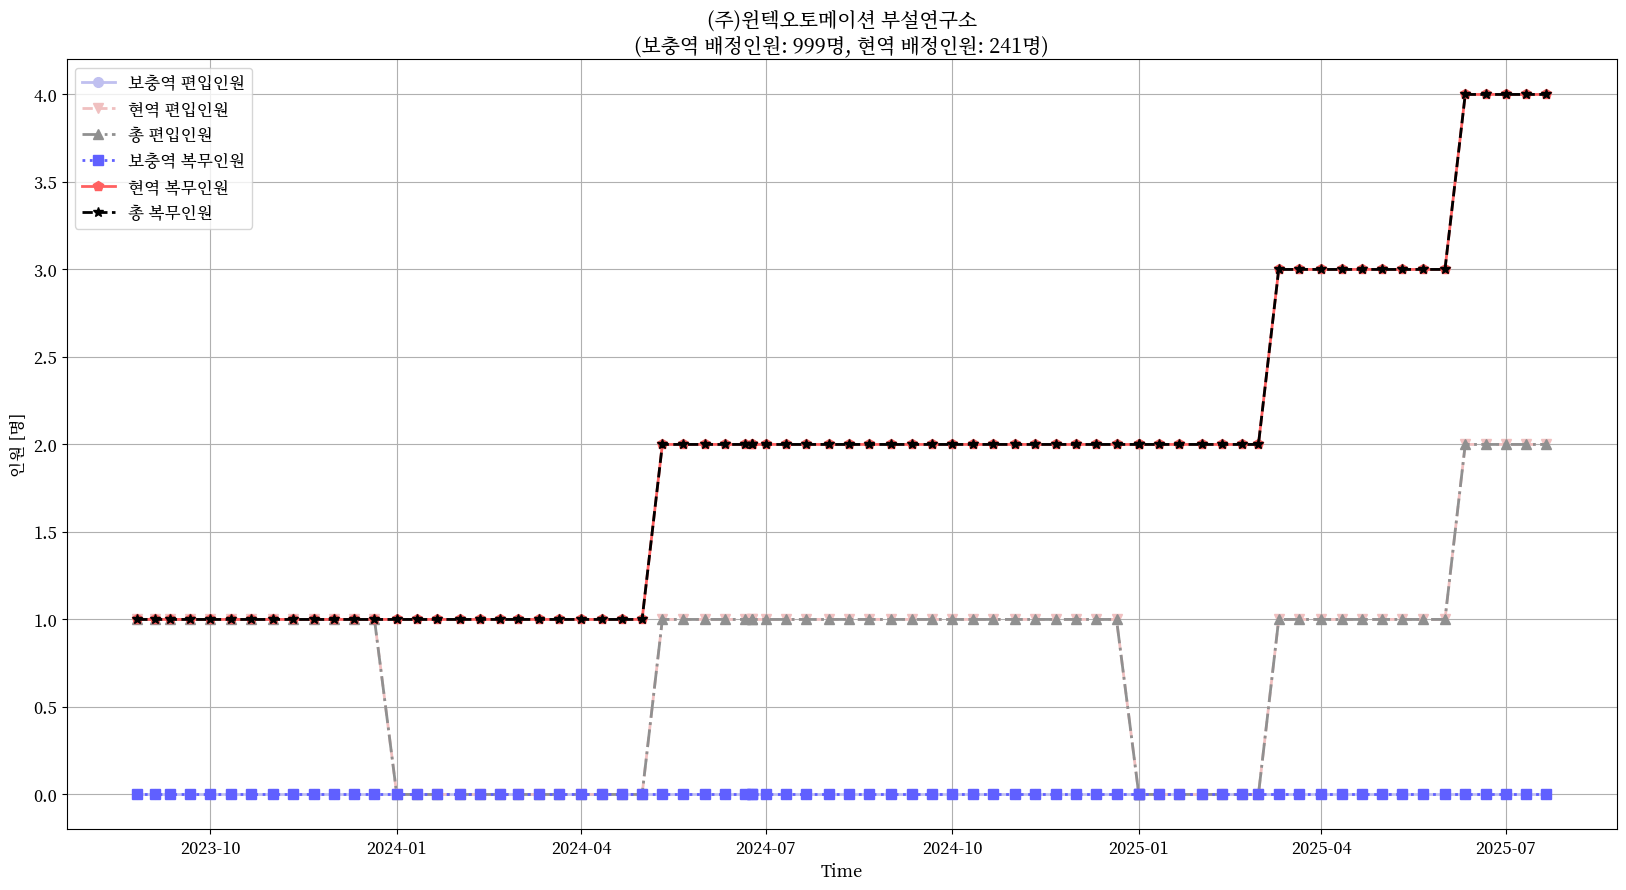 (주)윈텍오토메이션 부설연구소
(보충역 배정인원: 999명, 현역 배정인원: 241명)
보충역 편입인원
현역 편입인원
총 편입인원
보충역 복무인원
현역 복무인원
총 복무인원
인원 [명]
4.0
3.5
3.0
2.5
2.0
1.5
1.0
0.5
0.0
2023-10
2024-01
2024-04
2024-07
2024-10
2025-01
2025-04
2025-07
Time